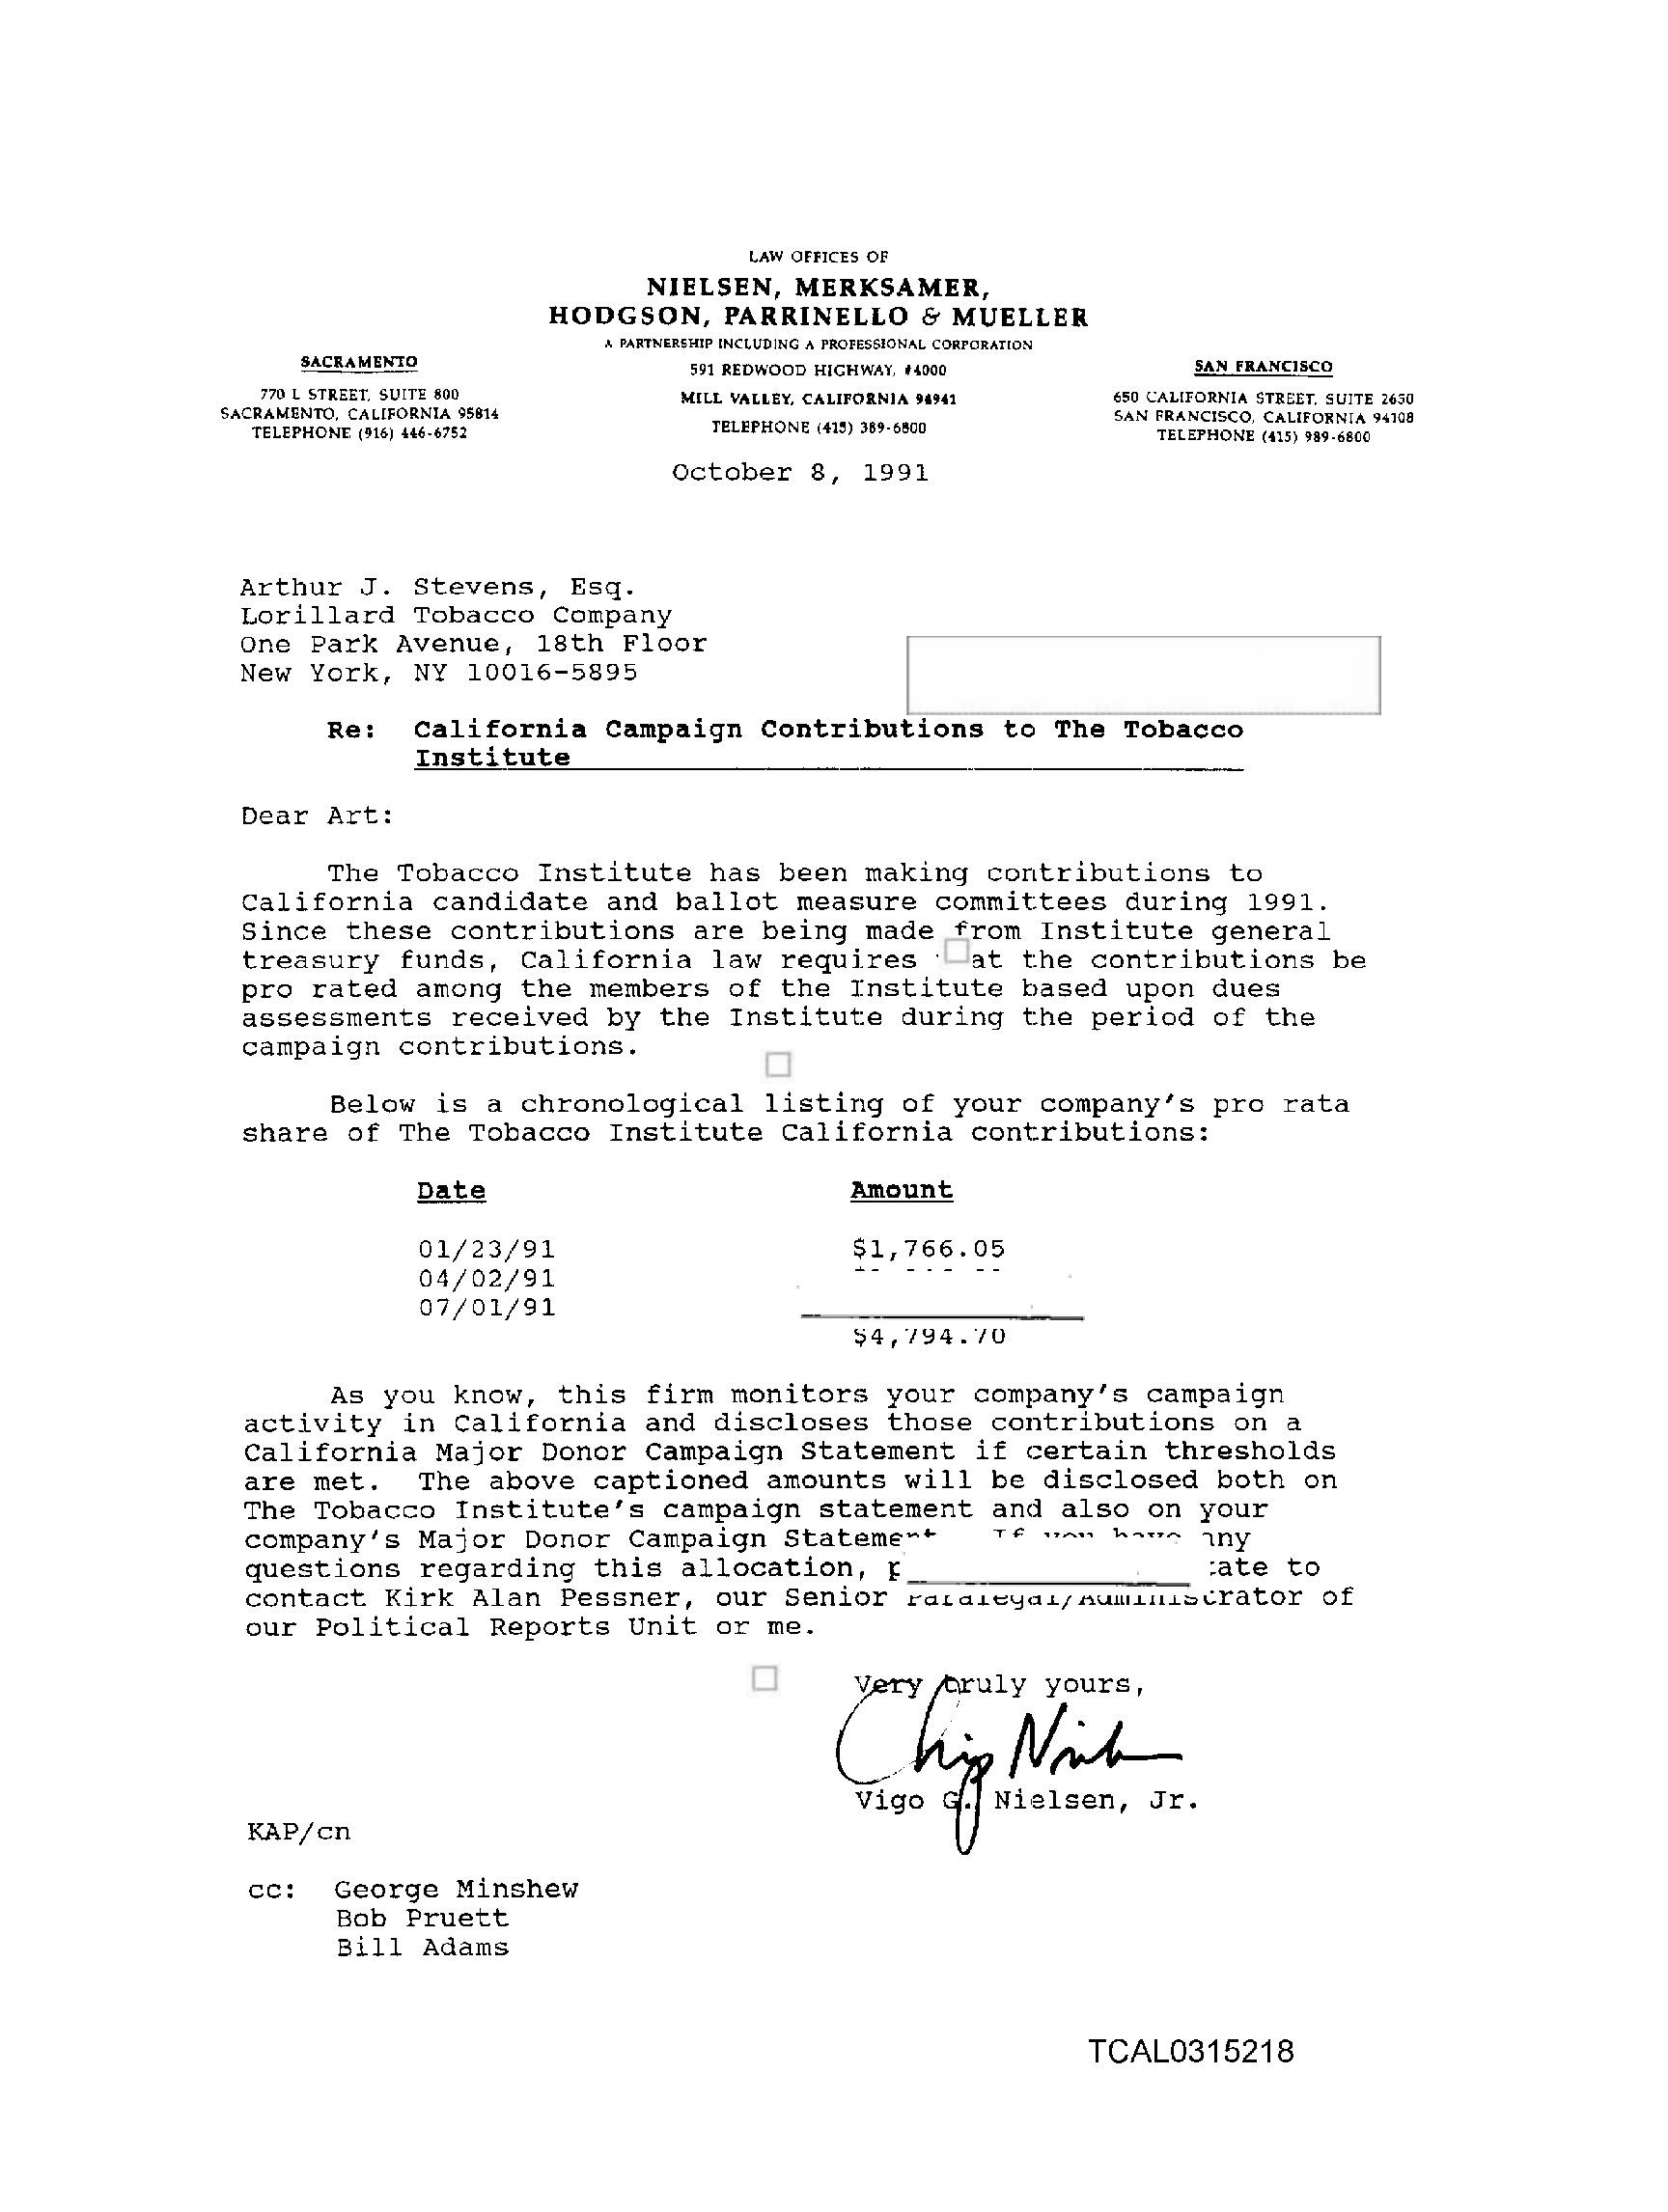 LAW OFFICES OF
NIELSEN, MERKSAMER,
HODGSON, PARRINELLO & MUELLER
A PARTNERSHIP INCLUDING A PROFESSIONAL CORPORATION
591 REDWOOD HIGHWAY, #4000
MILL VALLEY, CALIFORNIA 94941
TELEPHONE (415) 389-6800
SACRAMENTO
770 L STREET, SUITE 800
SACRAMENTO, CALIFORNIA 95814
TELEPHONE (916) 446-6752
SAN FRANCISCO
650 CALIFORNIA STREET, SUITE 2650
SAN FRANCISCO, CALIFORNIA 94108
TELEPHONE (415) 989-6800
October 8, 1991
Arthur J. Stevens, Esq.
Lorillard Tobacco Company
One Park Avenue, 18th Floor
New York, NY 10016-5895
Re: California Campaign Contributions to The Tobacco
Institute
Dear Art:
The Tobacco Institute has been making contributions to
California candidate and ballot measure committees during 1991.
Since these contributions are being made from Institute general
treasury funds, California law requires at the contributions be
pro rated among the members of the Institute based upon dues
assessments received by the Institute during the period of the
campaign contributions.
Below is a chronological listing of your company's pro rata
share of The Tobacco Institute California contributions:
Date Amount
01/23/91 $1,766.05
04/02/91
07/01/91
$4,794.70
As you know, this firm monitors your company's campaign
activity in California and discloses those contributions on a
California Major Donor Campaign Statement if certain thresholds
are met. The above captioned amounts will be disclosed both on
The Tobacco Institute's campaign statement and also on your
company's Major Donor Campaign Statement If you have any
questions regarding this allocation, to
contact Kirk Alan Pessner, our Senior Paralegal/Administrator of
our Political Reports Unit or me.
Very truly yours,
Chip Nielsen
Vigo G. Nielsen, Jr.
KAP/cn
cc: George Minshew
Bob Pruett
Bill Adams
TCAL0315218